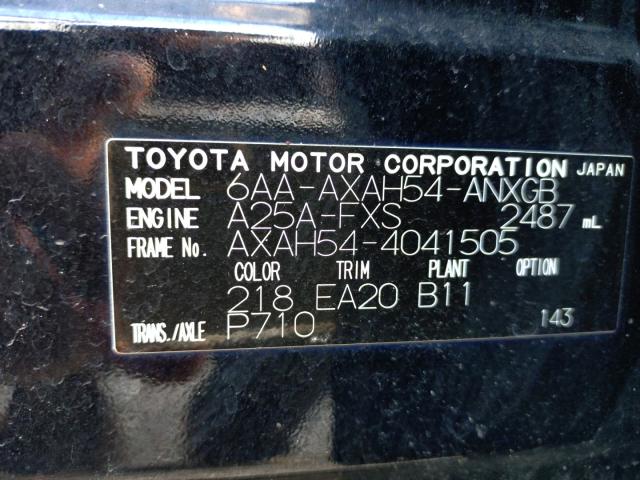 TOYOTA MOTOR CORPORATION JAPAN
MODEL 6AA-AXAH54-ANXGB
ENGINE A25A-FXS 2487 mL
FRAME No. AXAH54-4041505
COLOR TRIM PLANT OPTION
218 EA20 B11
TRANS./AXLE P710 143